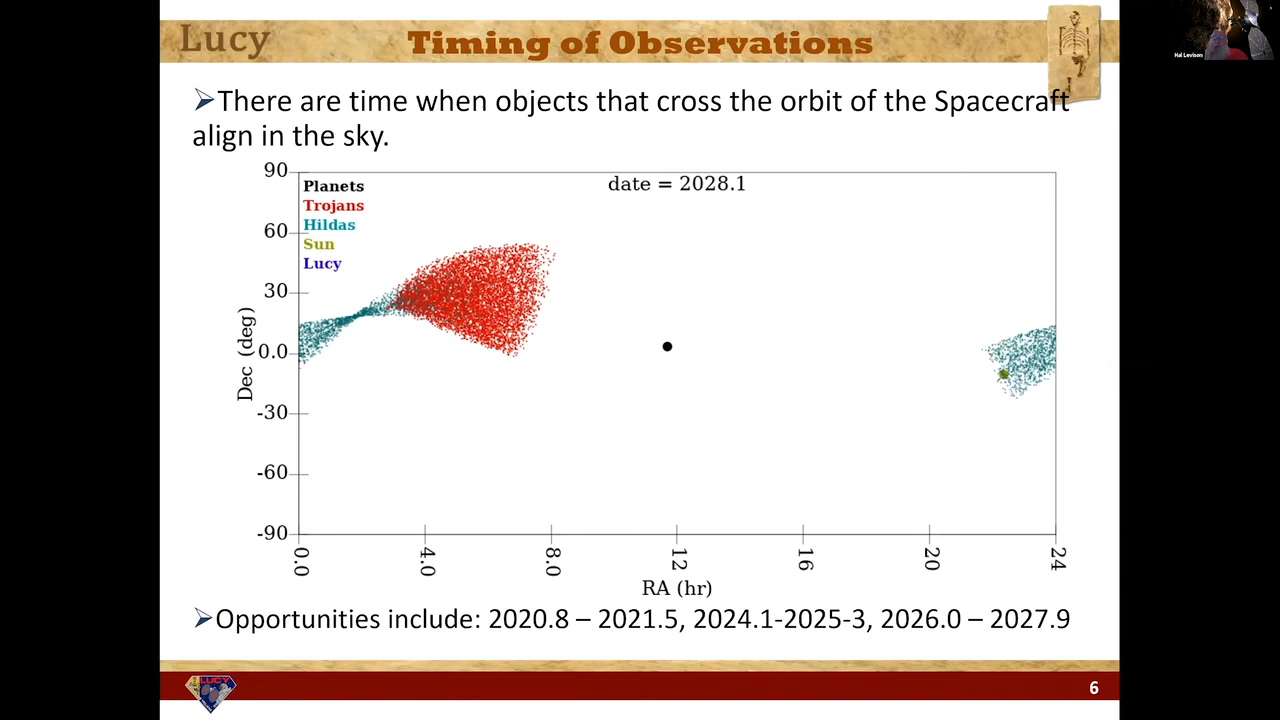 Lucy
Timing of Observations
Hal Levison
➢There are time when objects that cross the orbit of the Spacecraft
align in the sky.
90
60
30
0.0
-30
-60
-90
Dec (deg)
Planets
Trojans
Hildas
Sun
Lucy
date = 2028.1
0.0
4.0
8.0
12
16
20
24
RA (hr)
➢Opportunities include: 2020.8 – 2021.5, 2024.1-2025-3, 2026.0 – 2027.9
LUCY
6